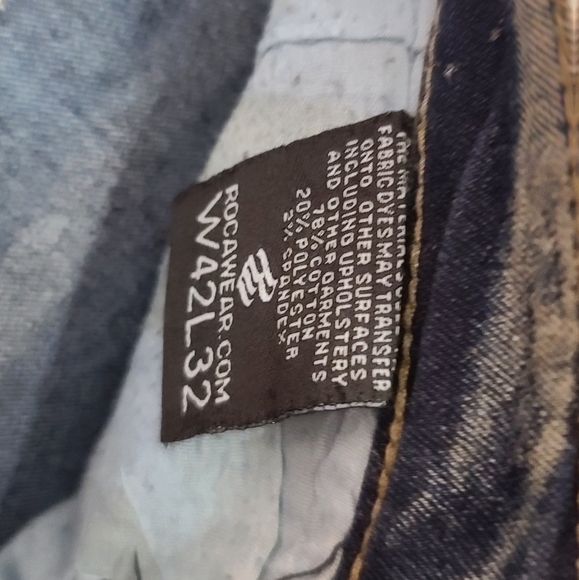 FABRIC DYES MAY TRANSFER
ONTO OTHER SURFACES
INCLUDING UPHOLSTERY
AND OTHER GARMENTS
78% COTTON
20% POLYESTER
2% SPANDEX
ROCAWEAR.COM
W42L32